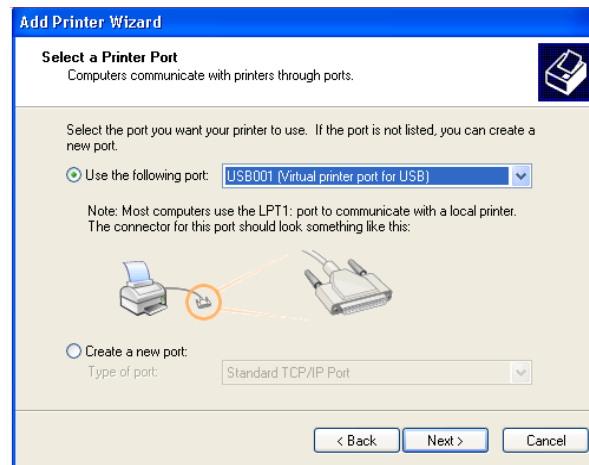 Add Printer Wizard
Select a Printer Port
Computers communicate with printers through ports.
Select the port you want your printer to use. If the port is not listed, you can create a
new port.
Use the following port: USB001 (Virtual printer port for USB)
Note: Most computers use the LPT1: port to communicate with a local printer.
The connector for this port should look something like this:
Create a new port:
Type of port: Standard TCP/IP Port
< Back Next > Cancel